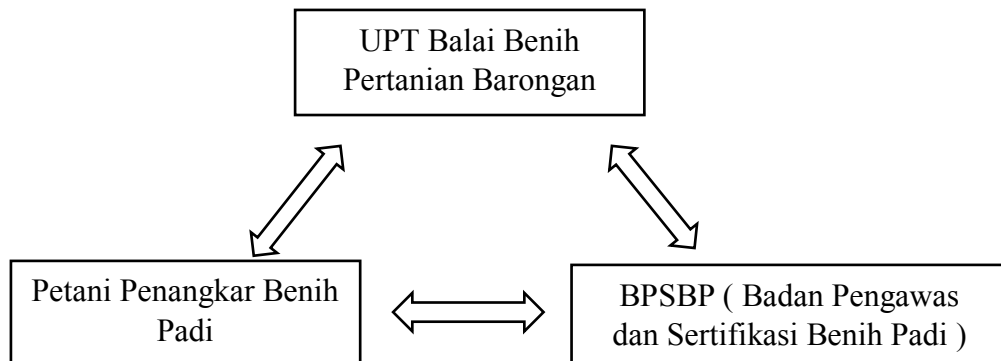 UPT Balai Benih
Pertanian Barongan
Petani Penangkar Benih
Padi
BPSBP ( Badan Pengawas
dan Sertifikasi Benih Padi )